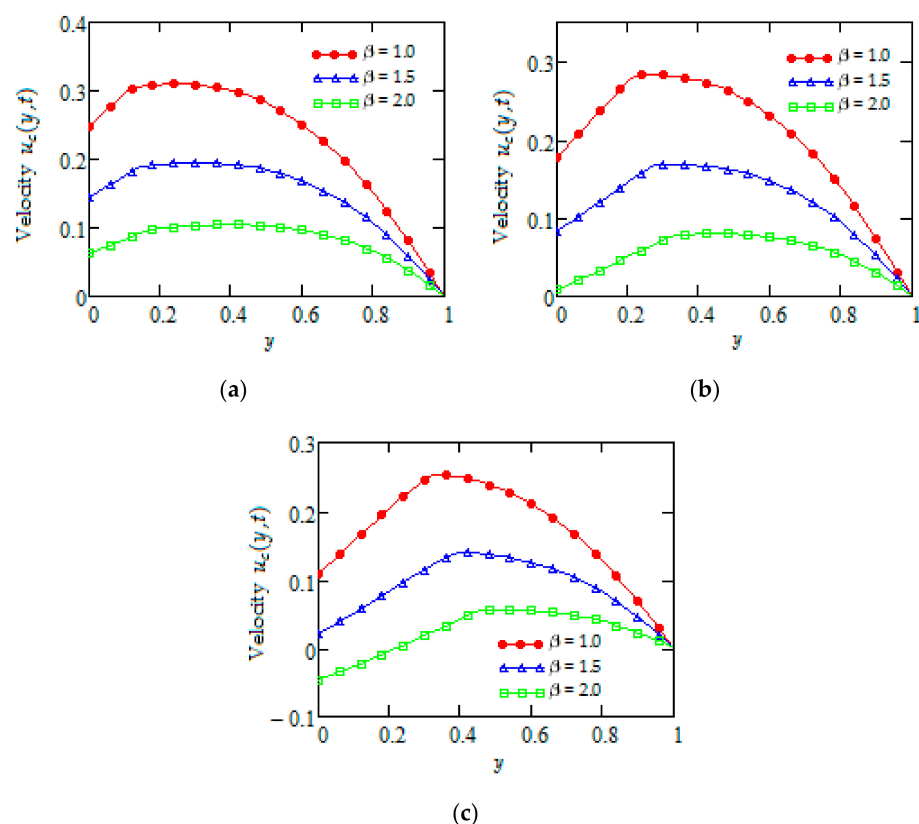 0.4
0.3
0.2
0.1
0
Velocity u_c(y,t)
β = 1.0
β = 1.5
β = 2.0
0 0.2 0.4 0.6 0.8 1
y
(a)
0.3
0.2
0.1
0
Velocity u_c(y,t)
β = 1.0
β = 1.5
β = 2.0
0 0.2 0.4 0.6 0.8 1
y
(b)
0.3
0.2
0.1
0
−0.1
Velocity u_c(y,t)
β = 1.0
β = 1.5
β = 2.0
0 0.2 0.4 0.6 0.8 1
y
(c)